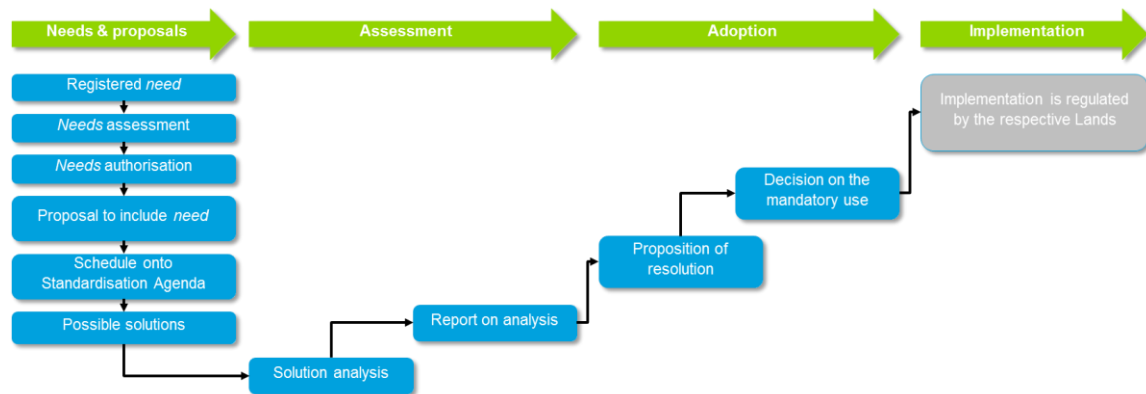 Needs & proposals
Assessment
Adoption
Implementation
Registered need
Needs assessment
Needs authorisation
Proposal to include need
Schedule onto
Standardisation Agenda
Possible solutions
Solution analysis
Report on analysis
Proposition of
resolution
Decision on the
mandatory use
Implementation is regulated
by the respective Lands